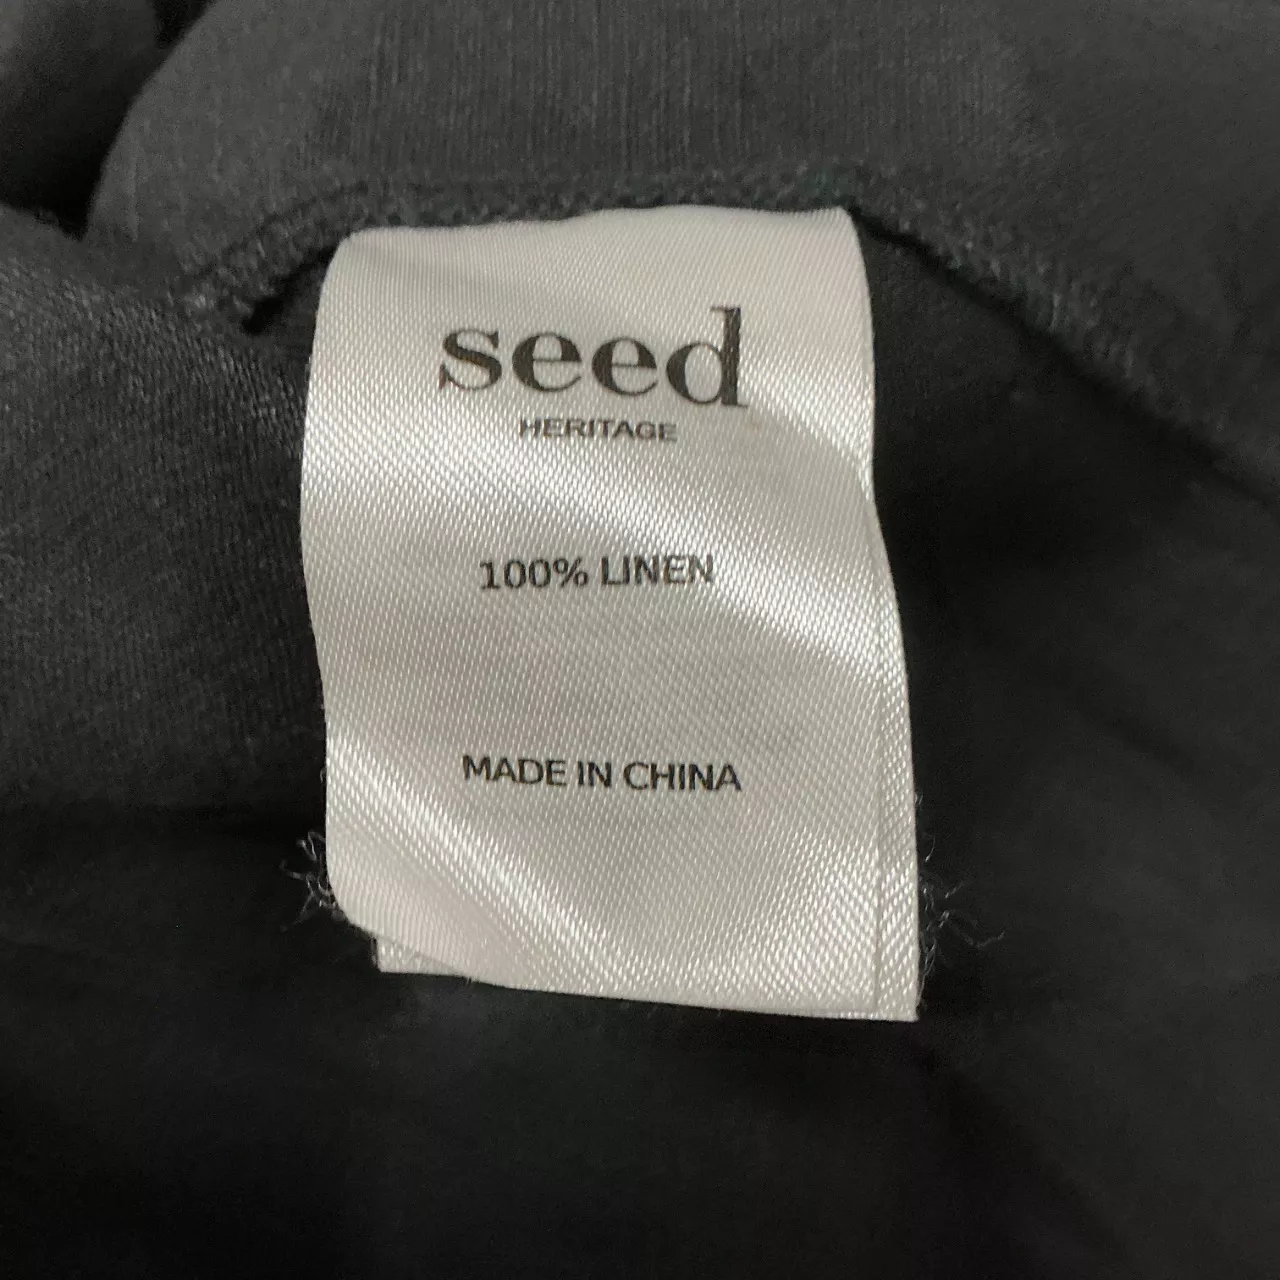 seed
HERITAGE
100% LINEN
MADE IN CHINA